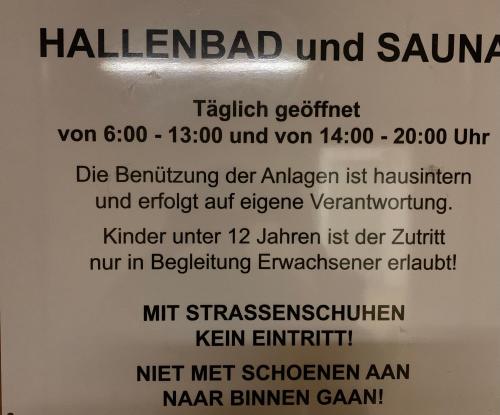 HALLENBAD und SAUNA
Täglich geöffnet
von 6:00 - 13:00 und von 14:00 - 20:00 Uhr
Die Benützung der Anlagen ist hausintern
und erfolgt auf eigene Verantwortung.
Kinder unter 12 Jahren ist der Zutritt
nur in Begleitung Erwachsener erlaubt!
MIT STRASSENSCHUHEN
KEIN EINTRITT!
NIET MET SCHOENEN AAN
NAAR BINNEN GAAN!